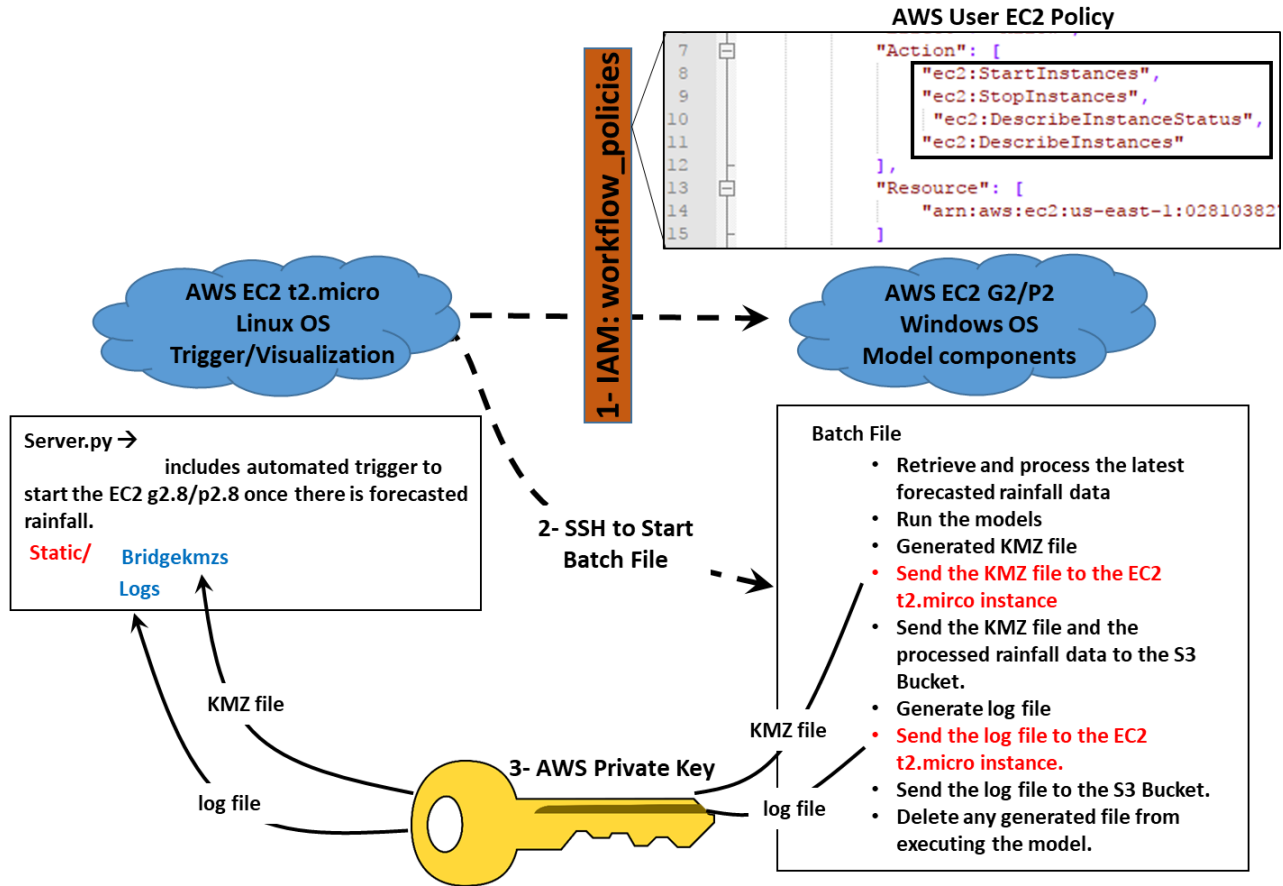 AWS User EC2 Policy
7 "Action": [
8 "ec2:StartInstances",
9 "ec2:StopInstances",
10 "ec2:DescribeInstanceStatus",
11 "ec2:DescribeInstances"
12 ],
13 "Resource": [
14 "arn:aws:ec2:us-east-1:02810382
15 ]
1- IAM: workflow_policies
AWS EC2 t2.micro
Linux OS
Trigger/Visualization
AWS EC2 G2/P2
Windows OS
Model components
Server.py →
includes automated trigger to
start the EC2 g2.8/p2.8 once there is forecasted
rainfall.
Static/ Bridgekmzs
Logs
2- SSH to Start
Batch File
Batch File
• Retrieve and process the latest
forecasted rainfall data
• Run the models
• Generated KMZ file
• Send the KMZ file to the EC2
t2.mirco instance
• Send the KMZ file and the
processed rainfall data to the S3
Bucket.
• Generate log file
• Send the log file to the EC2
t2.micro instance.
• Send the log file to the S3 Bucket.
• Delete any generated file from
executing the model.
KMZ file
KMZ file
3- AWS Private Key
log file
log file